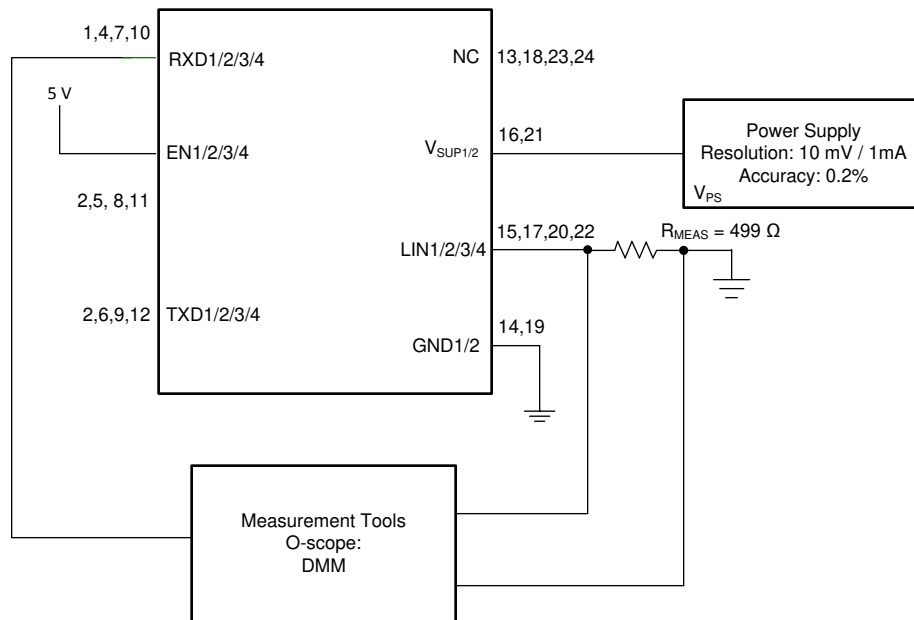 1,4,7,10
RXD1/2/3/4
NC
13,18,23,24
5 V
EN1/2/3/4
2,5, 8,11
VSUP1/2
16,21
Power Supply
Resolution: 10 mV / 1mA
Accuracy: 0.2%
VPS
LIN1/2/3/4
15,17,20,22
RMEAS = 499 Ω
2,6,9,12
TXD1/2/3/4
GND1/2
14,19
Measurement Tools
O-scope:
DMM